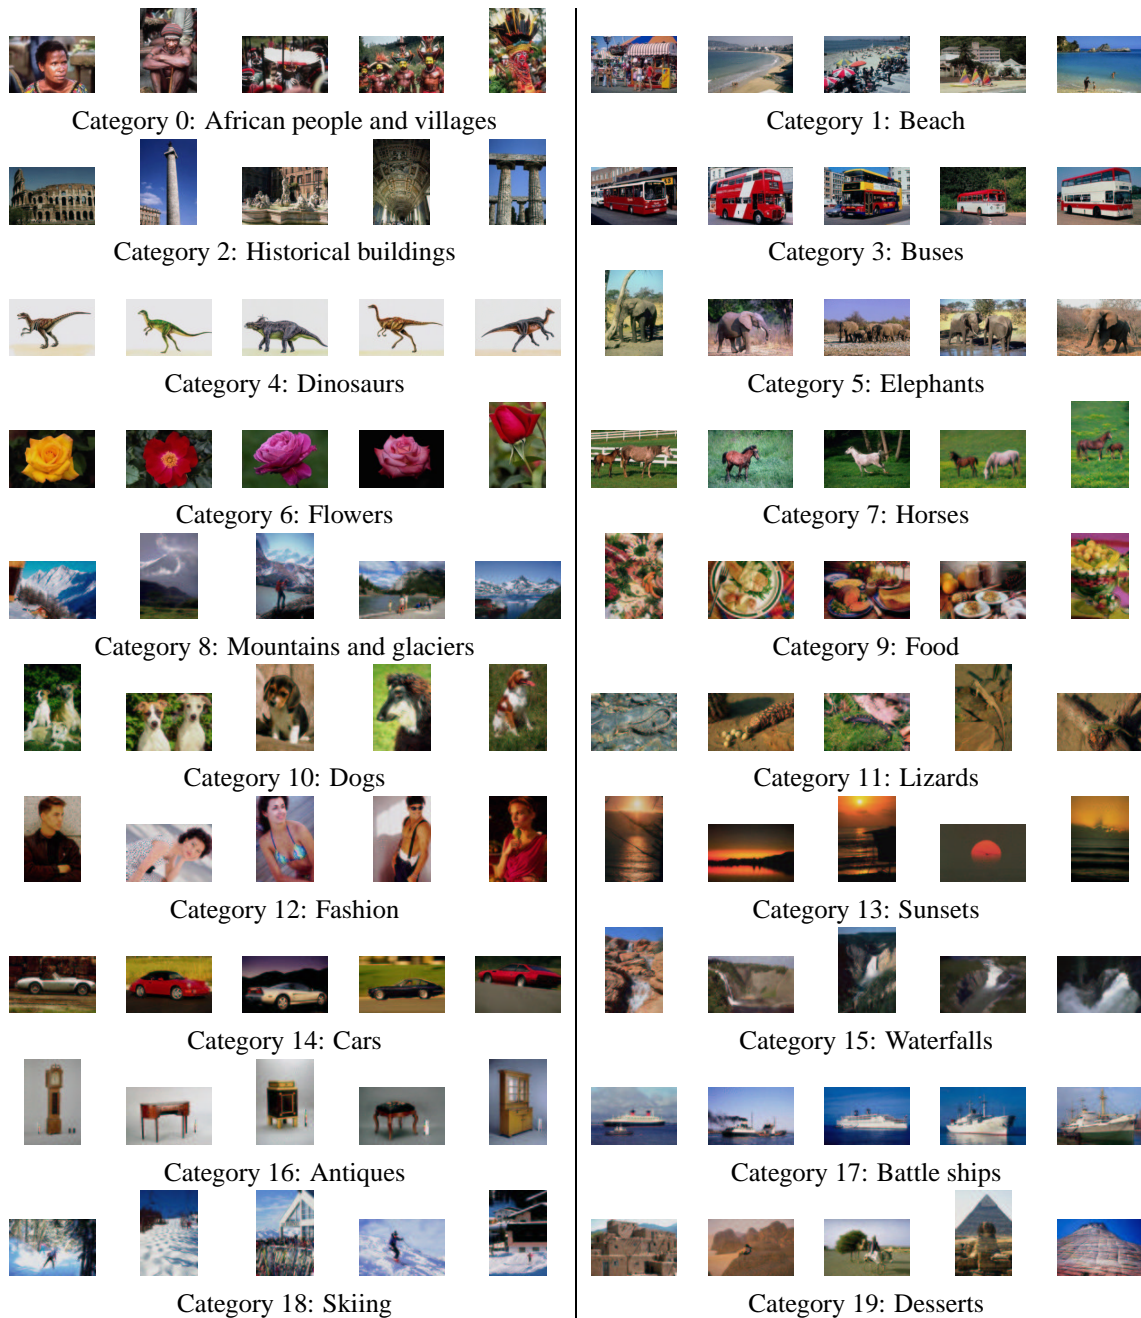 Category 0: African people and villages
Category 1: Beach
Category 2: Historical buildings
Category 3: Buses
Category 4: Dinosaurs
Category 5: Elephants
Category 6: Flowers
Category 7: Horses
Category 8: Mountains and glaciers
Category 9: Food
Category 10: Dogs
Category 11: Lizards
Category 12: Fashion
Category 13: Sunsets
Category 14: Cars
Category 15: Waterfalls
Category 16: Antiques
Category 17: Battle ships
Category 18: Skiing
Category 19: Desserts